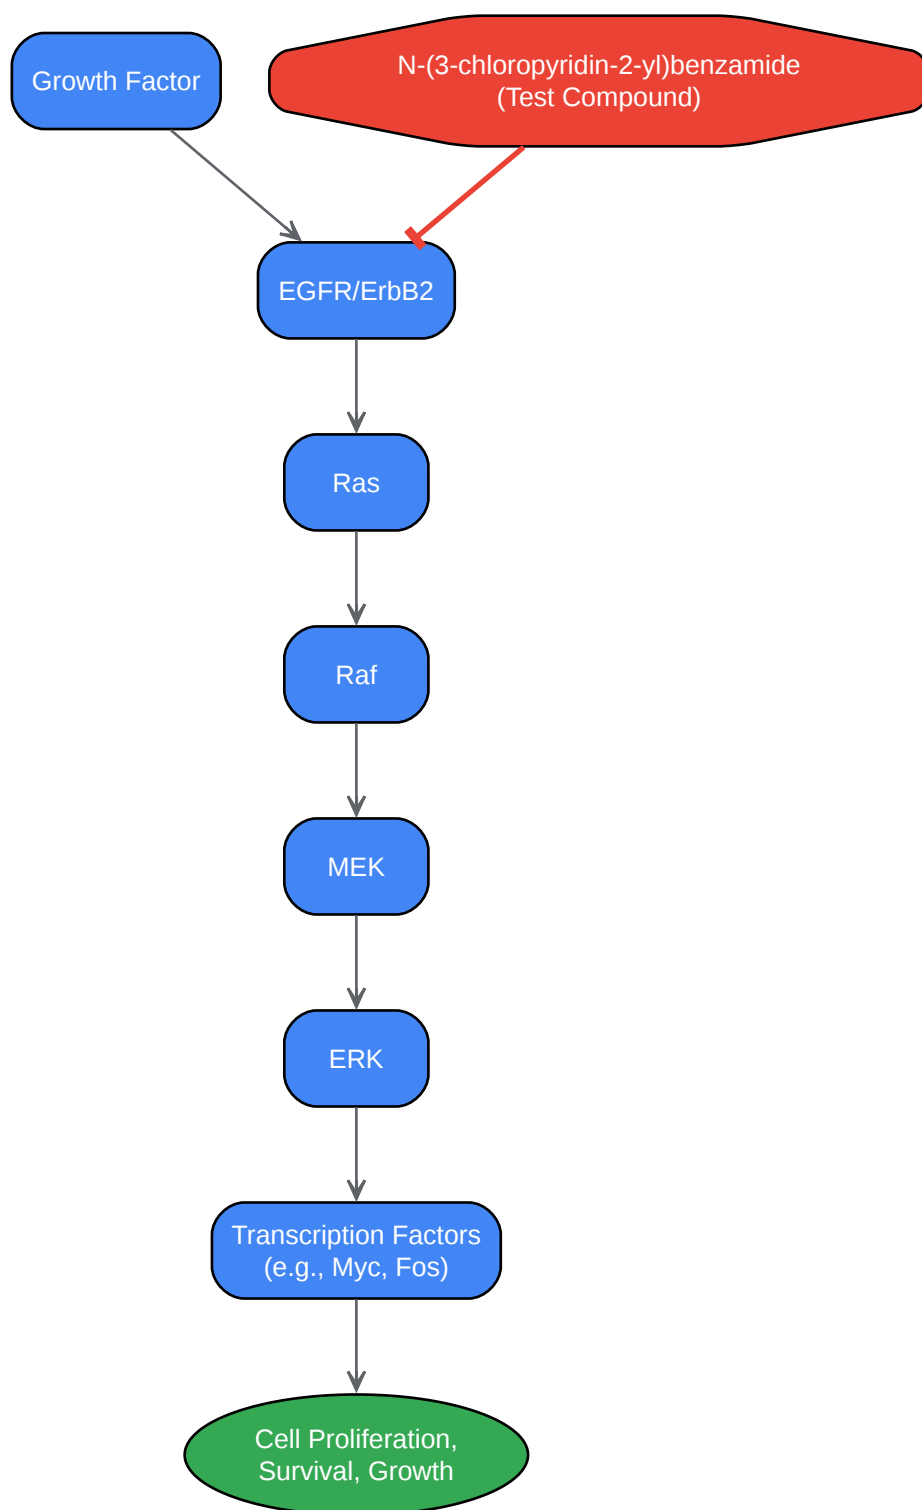 Growth Factor
N-(3-chloropyridin-2-yl)benzamide
(Test Compound)
EGFR/ErbB2
Ras
Raf
MEK
ERK
Transcription Factors
(e.g., Myc, Fos)
Cell Proliferation,
Survival, Growth